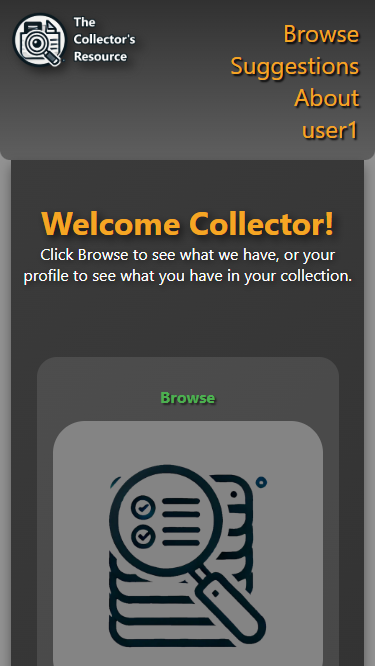 The
Collector's
Resource
Browse
Suggestions
About
user1
Welcome Collector!
Click Browse to see what we have, or your
profile to see what you have in your collection.
Browse